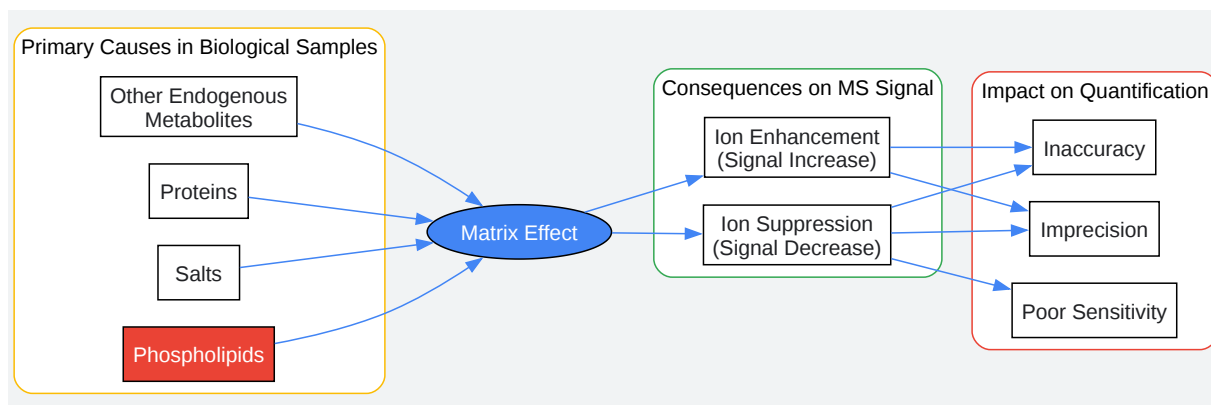 Primary Causes in Biological Samples
Other Endogenous
Metabolites
Proteins
Salts
Phospholipids
Matrix Effect
Consequences on MS Signal
Ion Enhancement
(Signal Increase)
Ion Suppression
(Signal Decrease)
Impact on Quantification
Inaccuracy
Imprecision
Poor Sensitivity